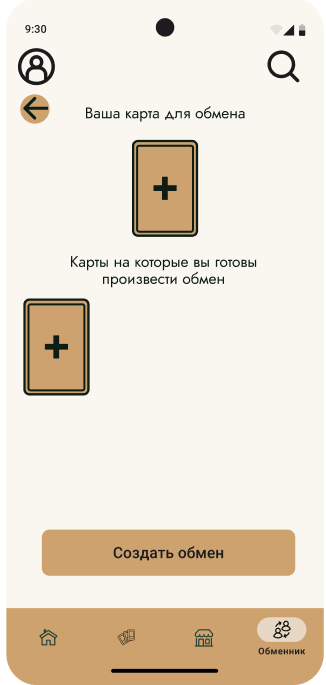 9:30
Ваша карта для обмена
Карты на которые вы готовы
произвести обмен
Создать обмен
Обменник